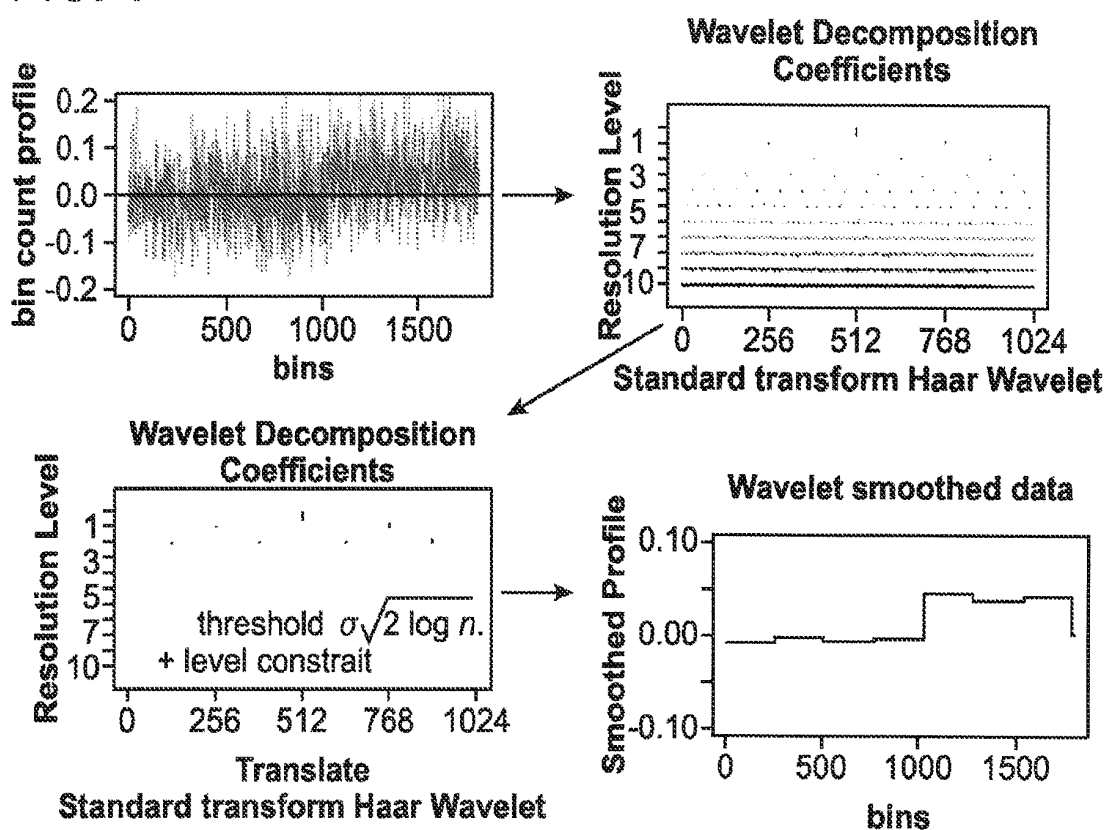 bin count profile
0.2
0.1
0.0
-0.1
-0.2
0 500 1000 1500
bins
Wavelet Decomposition
Coefficients
Resolution Level
1
3
5
7
10
0 256 512 768 1024
Standard transform Haar Wavelet
Wavelet Decomposition
Coefficients
Resolution Level
1
3
5
7
10
threshold σ√2 log n.
+ level constrait
0 256 512 768 1024
Translate
Standard transform Haar Wavelet
Wavelet smoothed data
Smoothed Profile
0.10
0.00
-0.10
0 500 1000 1500
bins